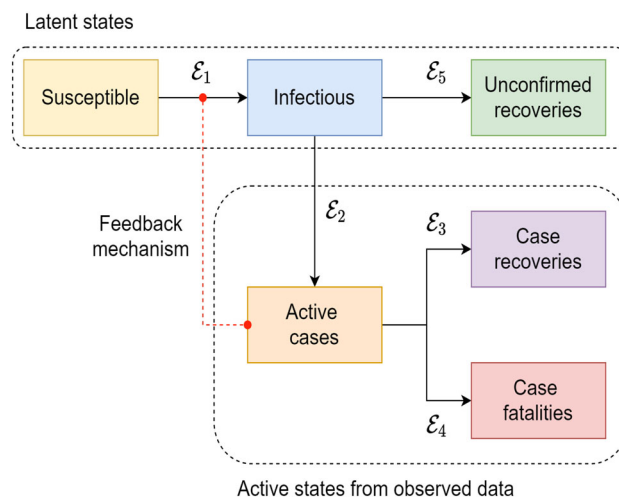 Latent states
Susceptible
ℰ1
Infectious
ℰ5
Unconfirmed
recoveries
Feedback
mechanism
ℰ2
ℰ3
Case
recoveries
Active
cases
ℰ4
Case
fatalities
Active states from observed data